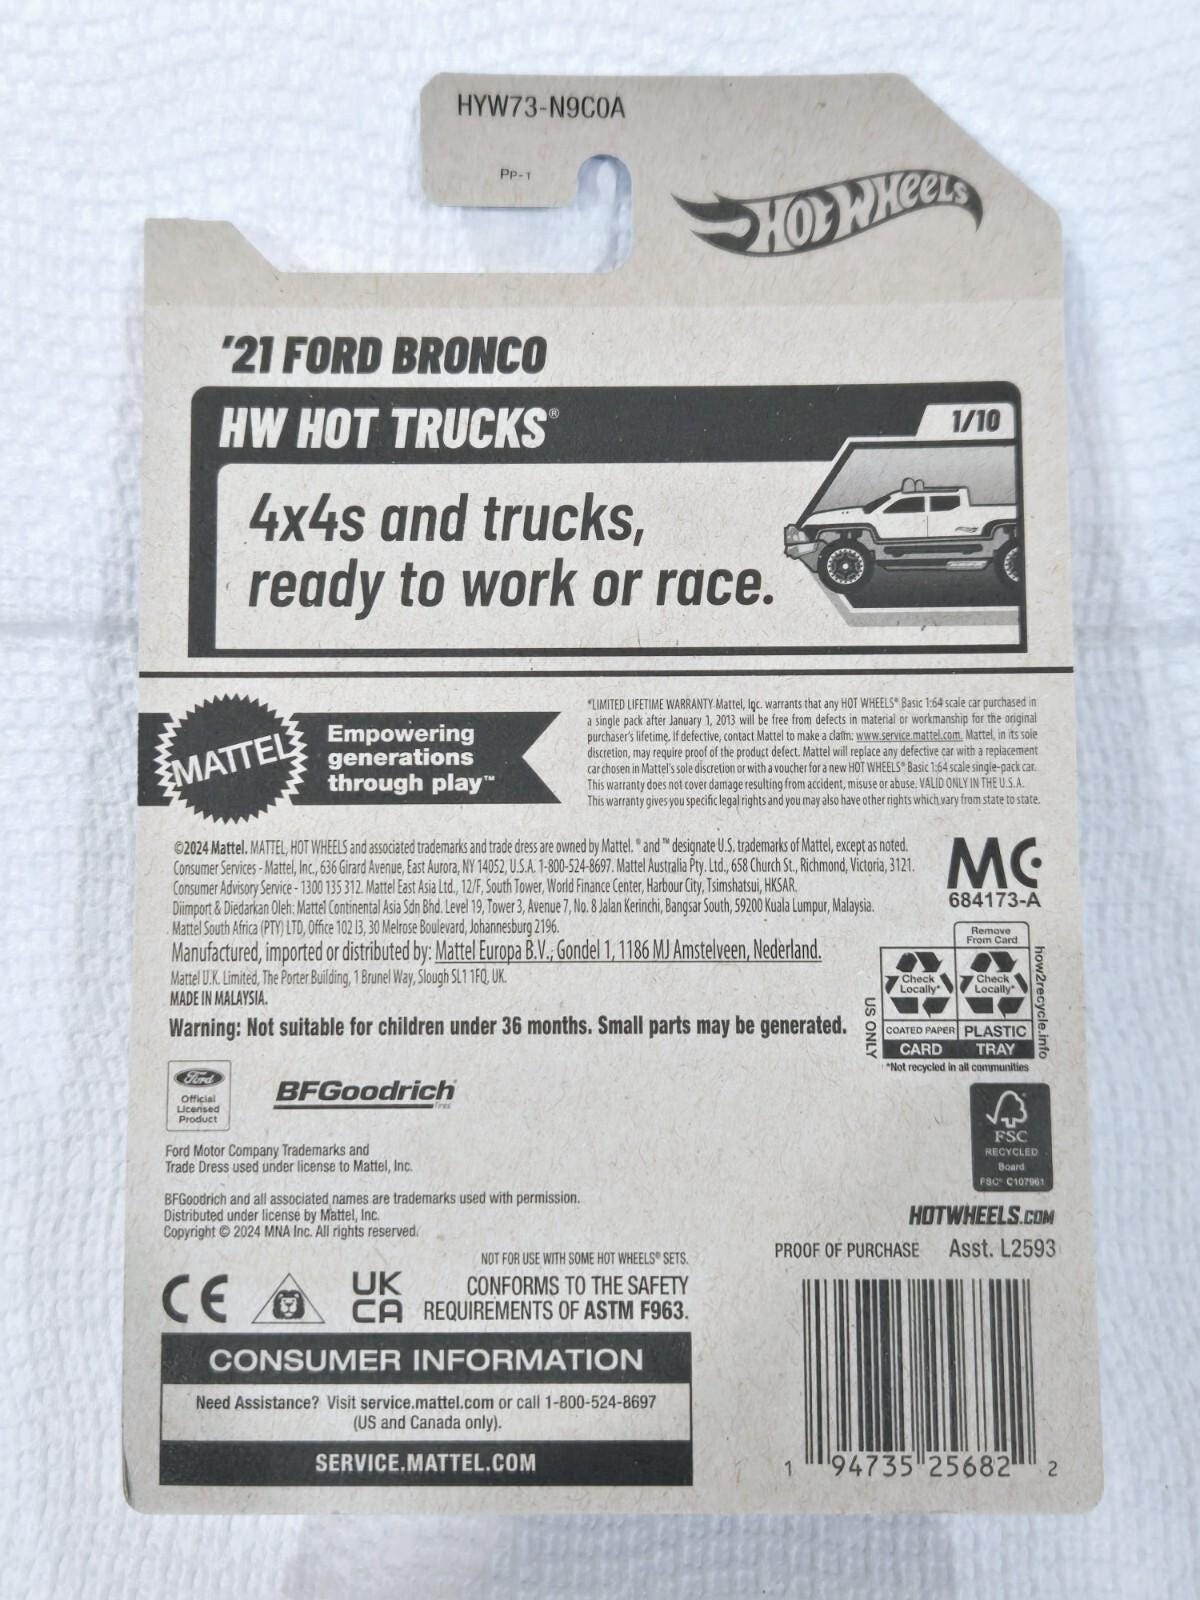 HYW73-N9C0A
PP-1
HOT WHEELS
'21 FORD BRONCO
HW HOT TRUCKS®
1/10
4x4s and trucks,
ready to work or race.
MATTEL
Empowering
generations
through play™
*LIMITED LIFETIME WARRANTY Mattel, Inc. warrants that any HOT WHEELS® Basic 1:64 scale car purchased in
a single pack after January 1, 2013 will be free from defects in material or workmanship for the original
purchaser's lifetime. If defective, contact Mattel to make a claim: www.service.mattel.com. Mattel, in its sole
discretion, may require proof of the product defect. Mattel will replace any defective car with a replacement
car chosen in Mattel's sole discretion or with a voucher for a new HOT WHEELS® Basic 1:64 scale single-pack car.
This warranty does not cover damage resulting from accident, misuse or abuse. VALID ONLY IN THE U.S.A.
This warranty gives you specific legal rights and you may also have other rights which vary from state to state.
©2024 Mattel. MATTEL, HOT WHEELS and associated trademarks and trade dress are owned by Mattel. ® and ™ designate U.S. trademarks of Mattel, except as noted.
Consumer Services - Mattel, Inc., 636 Girard Avenue, East Aurora, NY 14052, U.S.A. 1-800-524-8697. Mattel Australia Pty. Ltd., 658 Church St., Richmond, Victoria, 3121.
Consumer Advisory Service - 1300 135 312. Mattel East Asia Ltd., 12/F, South Tower, World Finance Center, Harbour City, Tsimshatsui, HKSAR.
Diimport & Diedarkan Oleh: Mattel Continental Asia Sdn Bhd. Level 19, Tower 3, Avenue 7, No. 8 Jalan Kerinchi, Bangsar South, 59200 Kuala Lumpur, Malaysia.
Mattel South Africa (PTY) LTD, Office 102 I3, 30 Melrose Boulevard, Johannesburg 2196.
Manufactured, imported or distributed by: Mattel Europa B.V., Gondel 1, 1186 MJ Amstelveen, Nederland.
Mattel U.K. Limited, The Porter Building, 1 Brunel Way, Slough SL1 1FQ, UK.
MADE IN MALAYSIA.
Warning: Not suitable for children under 36 months. Small parts may be generated.
MC
684173-A
Remove
From Card
Check
Locally*
Check
Locally*
COATED PAPER
PLASTIC
CARD
TRAY
US ONLY
how2recycle.info
*Not recycled in all communities
Ford
Official
Licensed
Product
BFGoodrich
Tires
Ford Motor Company Trademarks and
Trade Dress used under license to Mattel, Inc.
BFGoodrich and all associated names are trademarks used with permission.
Distributed under license by Mattel, Inc.
Copyright © 2024 MNA Inc. All rights reserved.
FSC
RECYCLED
Board
FSC® C107961
HOTWHEELS.COM
PROOF OF PURCHASE Asst. L2593
NOT FOR USE WITH SOME HOT WHEELS® SETS.
CE
UK
CA
CONFORMS TO THE SAFETY
REQUIREMENTS OF ASTM F963.
CONSUMER INFORMATION
Need Assistance? Visit service.mattel.com or call 1-800-524-8697
(US and Canada only).
SERVICE.MATTEL.COM
1 94735 25682 2